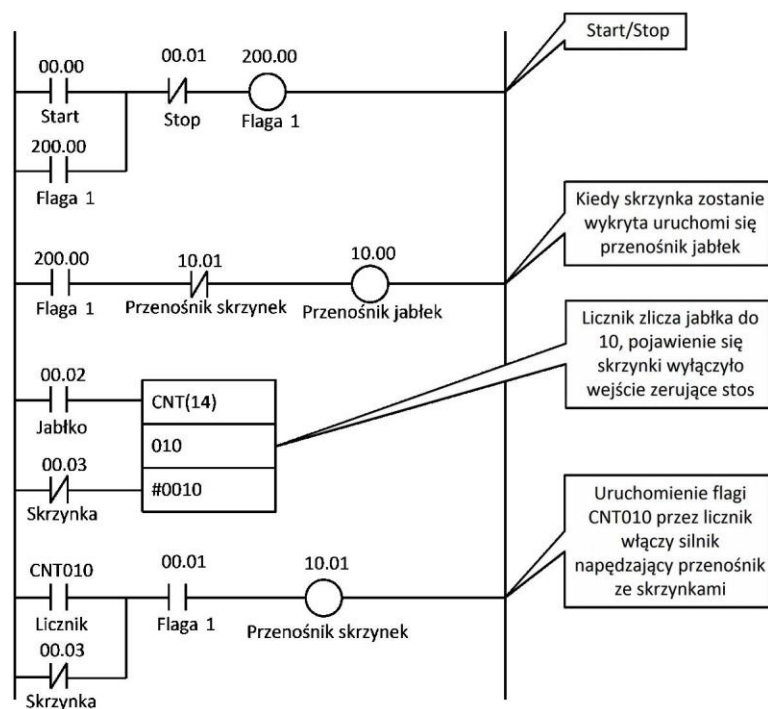 00.00
00.01
200.00
Start
Stop
Flaga 1
200.00
Flaga 1
Start/Stop
200.00
10.01
10.00
Flaga 1
Przenośnik skrzynek
Przenośnik jabłek
Kiedy skrzynka zostanie
wykryta uruchomi się
przenośnik jabłek
00.02
Jabłko
CNT(14)
010
#0010
00.03
Skrzynka
Licznik zlicza jabłka do
10, pojawienie się
skrzynki wyłączyło
wejście zerujące stos
CNT010
00.01
10.01
Licznik
Flaga 1
Przenośnik skrzynek
00.03
Skrzynka
Uruchomienie flagi
CNT010 przez licznik
włączy silnik
napędzający przenośnik
ze skrzynkami